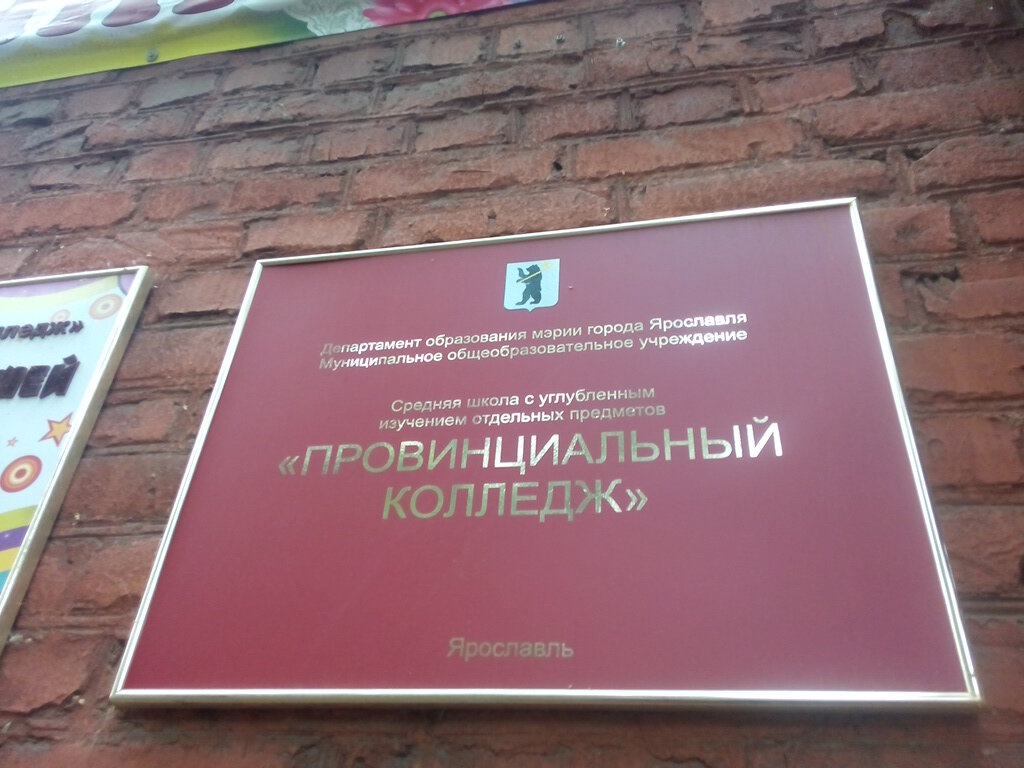 Департамент образования мэрии города Ярославля
Муниципальное общеобразовательное учреждение
Средняя школа с углубленным
изучением отдельных предметов
«ПРОВИНЦИАЛЬНЫЙ
КОЛЛЕДЖ»
Ярославль